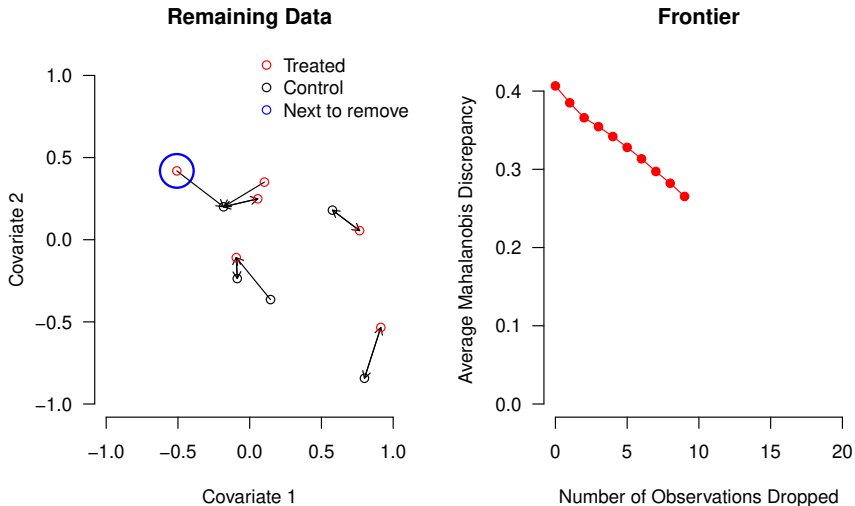 Remaining Data
Treated
Control
Next to remove
1.0
0.5
0.0
−0.5
−1.0
Covariate 2
−1.0 −0.5 0.0 0.5 1.0
Covariate 1
Frontier
0.4
0.3
0.2
0.1
0.0
Average Mahalanobis Discrepancy
0 5 10 15 20
Number of Observations Dropped